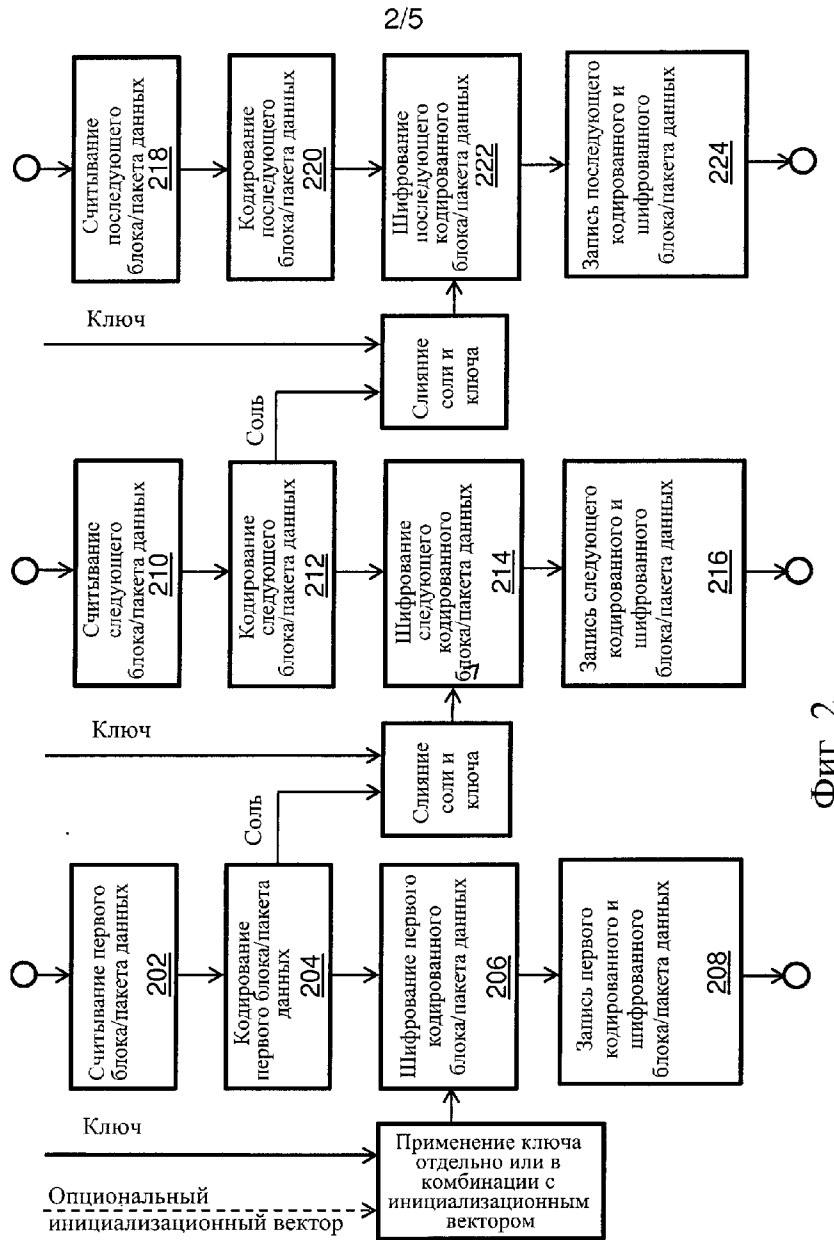 2/5
Считывание первого
блока/пакета данных
202
Кодирование
первого блока/пакета
данных
204
Шифрование первого
кодированного
блока/пакета данных
206
Запись первого
кодированного и
шифрованного
блока/пакета данных
208
Ключ
Опциональный
инициализационный вектор
Применение ключа
отдельно или в
комбинации с
инициализационным
вектором
Считывание
следующего
блока/пакета данных
210
Кодирование
следующего
блока/пакета данных
212
Шифрование
следующего
кодированного
блока/пакета данных
7
214
Запись следующего
кодированного и
шифрованного
блока/пакета данных
216
Ключ
Соль
Слияние
соли и
ключа
Считывание
последующего
блока/пакета данных
218
Кодирование
последующего
блока/пакета данных
220
Шифрование
последующего
кодированного
блока/пакета данных
222
Запись последующего
кодированного и
шифрованного
блока/пакета данных
224
Ключ
Соль
Слияние
соли и
ключа
Фиг. 2